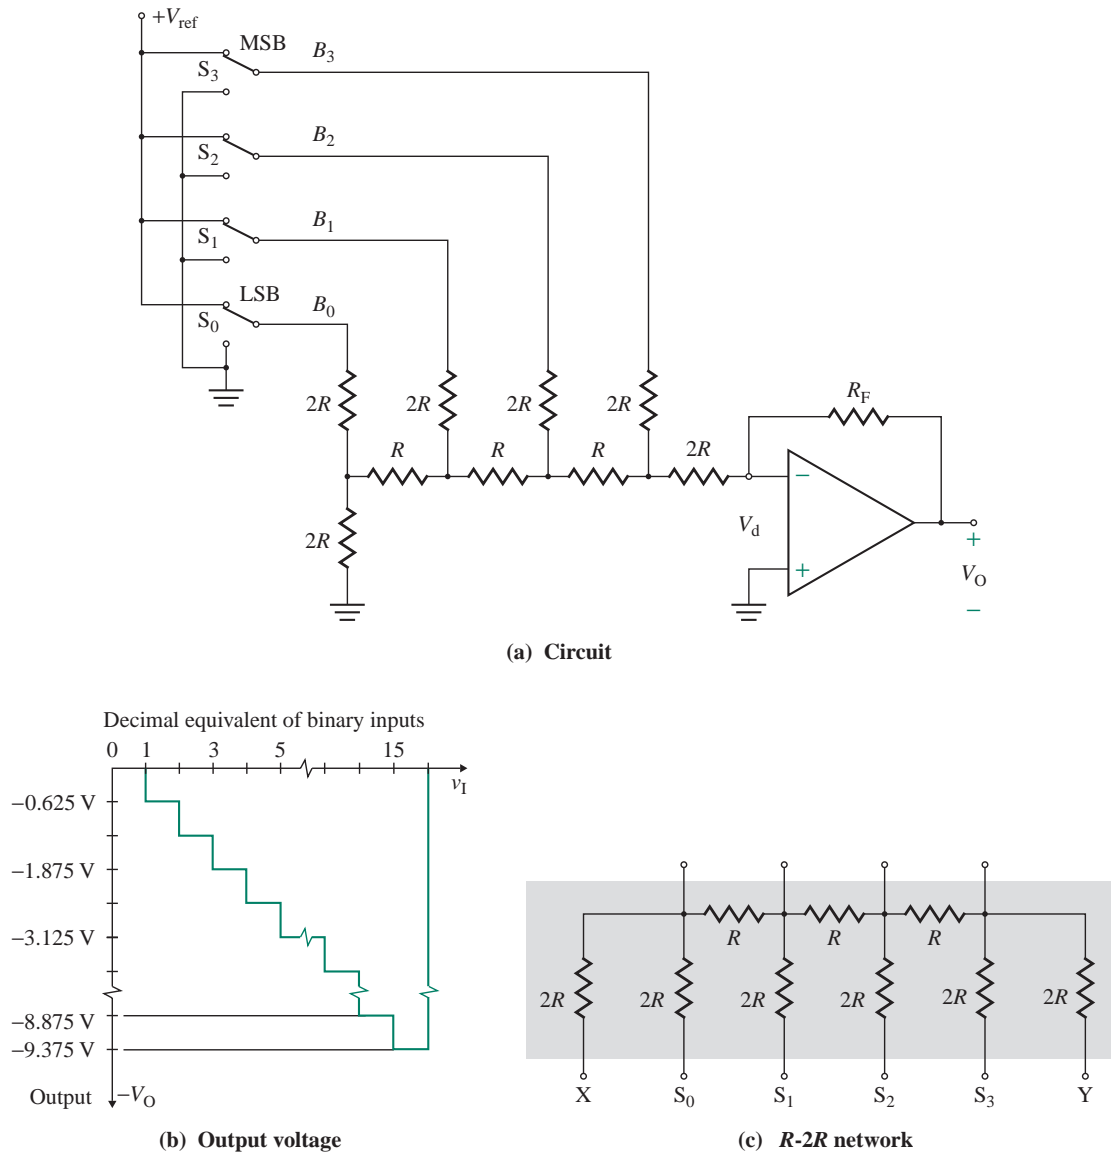 +V_ref
MSB
B_3
S_3
B_2
S_2
B_1
S_1
LSB
B_0
S_0
2R 2R 2R 2R
R_F
R R R 2R
−
2R
V_d
+
+
V_O
−
(a) Circuit
Decimal equivalent of binary inputs
0 1 3 5 15
v_I
−0.625 V
−1.875 V
−3.125 V
−8.875 V
−9.375 V
Output −V_O
(b) Output voltage
R R R
2R 2R 2R 2R 2R 2R
X S_0 S_1 S_2 S_3 Y
(c) R-2R network